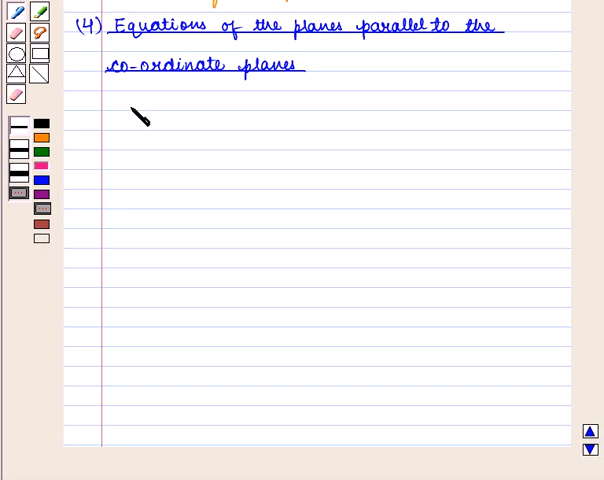 (4) Equations of the planes parallel to the
co-ordinate planes